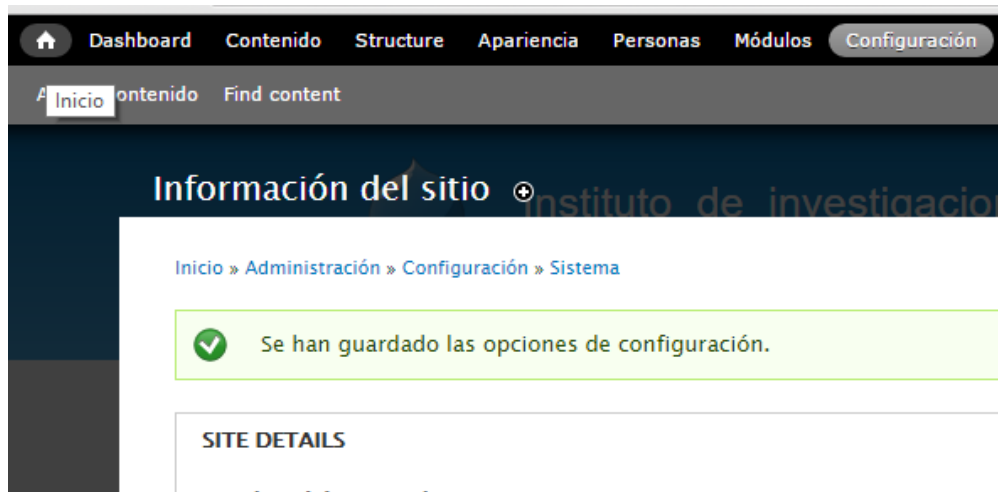 Dashboard Contenido Structure Apariencia Personas Módulos Configuración
Inicio ontenido Find content
Información del sitio
Instituto de investigacio
Inicio » Administración » Configuración » Sistema
Se han guardado las opciones de configuración.
SITE DETAILS